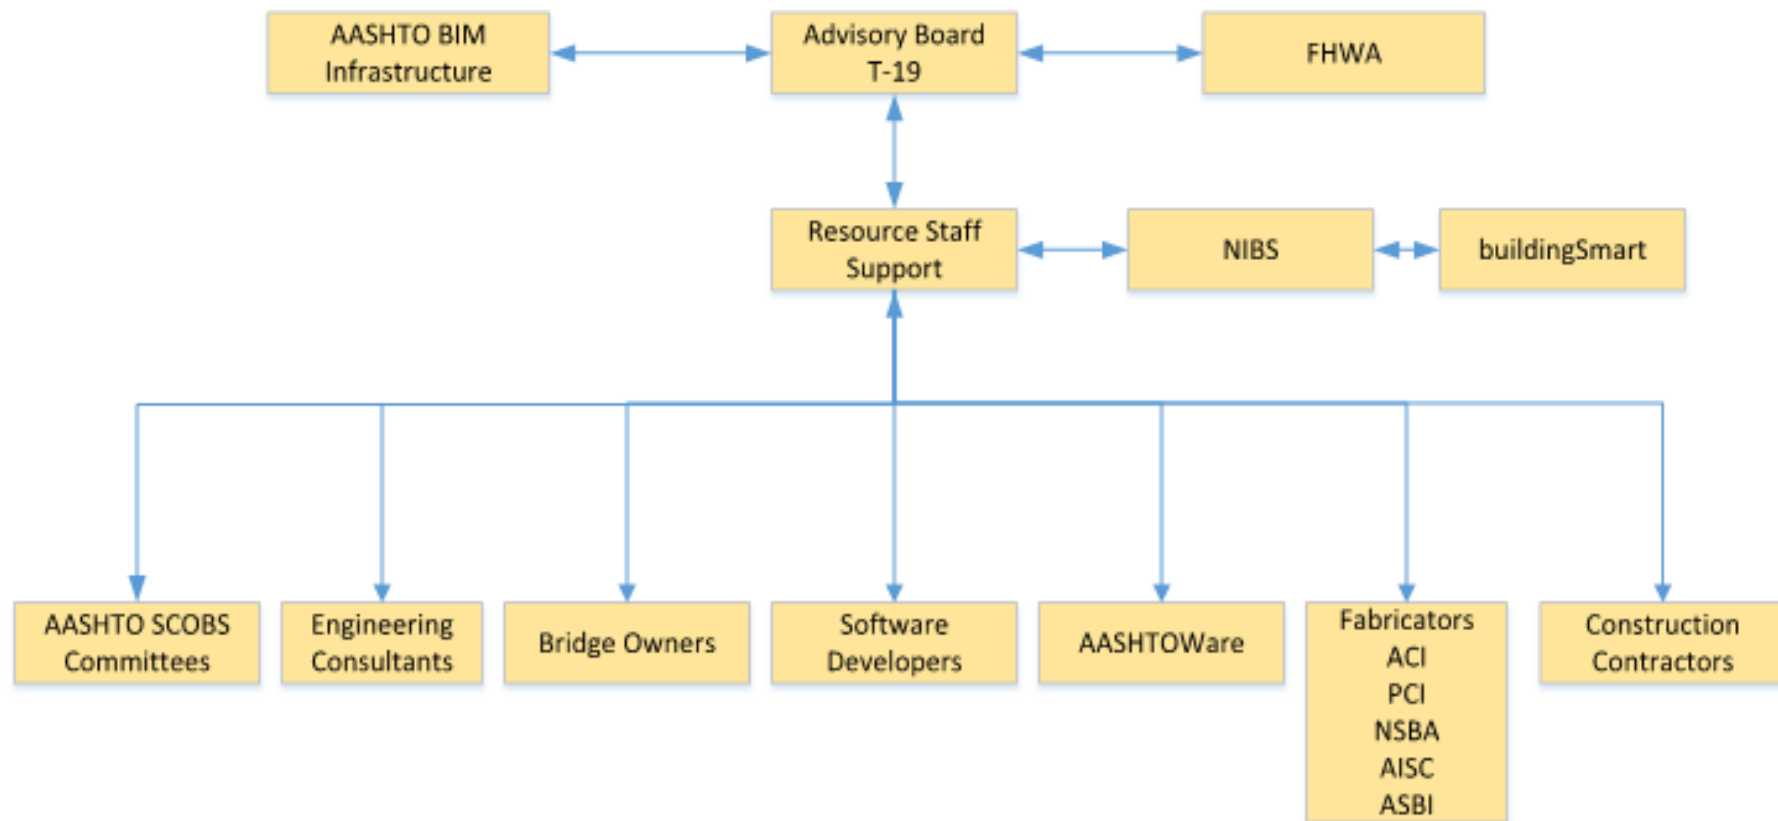 AASHTO BIM
Infrastructure
Advisory Board
T-19
FHWA
Resource Staff
Support
NIBS
buildingSmart
AASHTO SCOBS
Committees
Engineering
Consultants
Bridge Owners
Software
Developers
AASHTOWare
Fabricators
ACI
PCI
NSBA
AISC
ASBI
Construction
Contractors